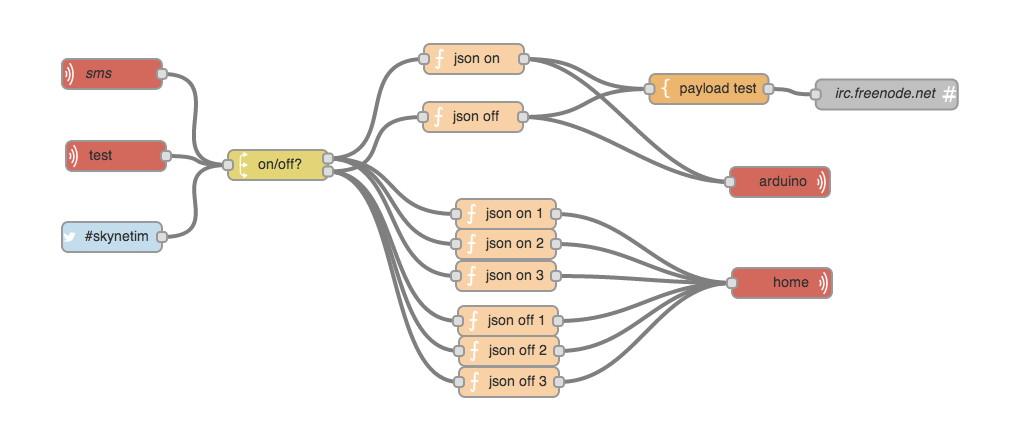 sms
test
#skynetim
on/off?
json on
json off
json on 1
json on 2
json on 3
json off 1
json off 2
json off 3
payload test
irc.freenode.net #
arduino
home